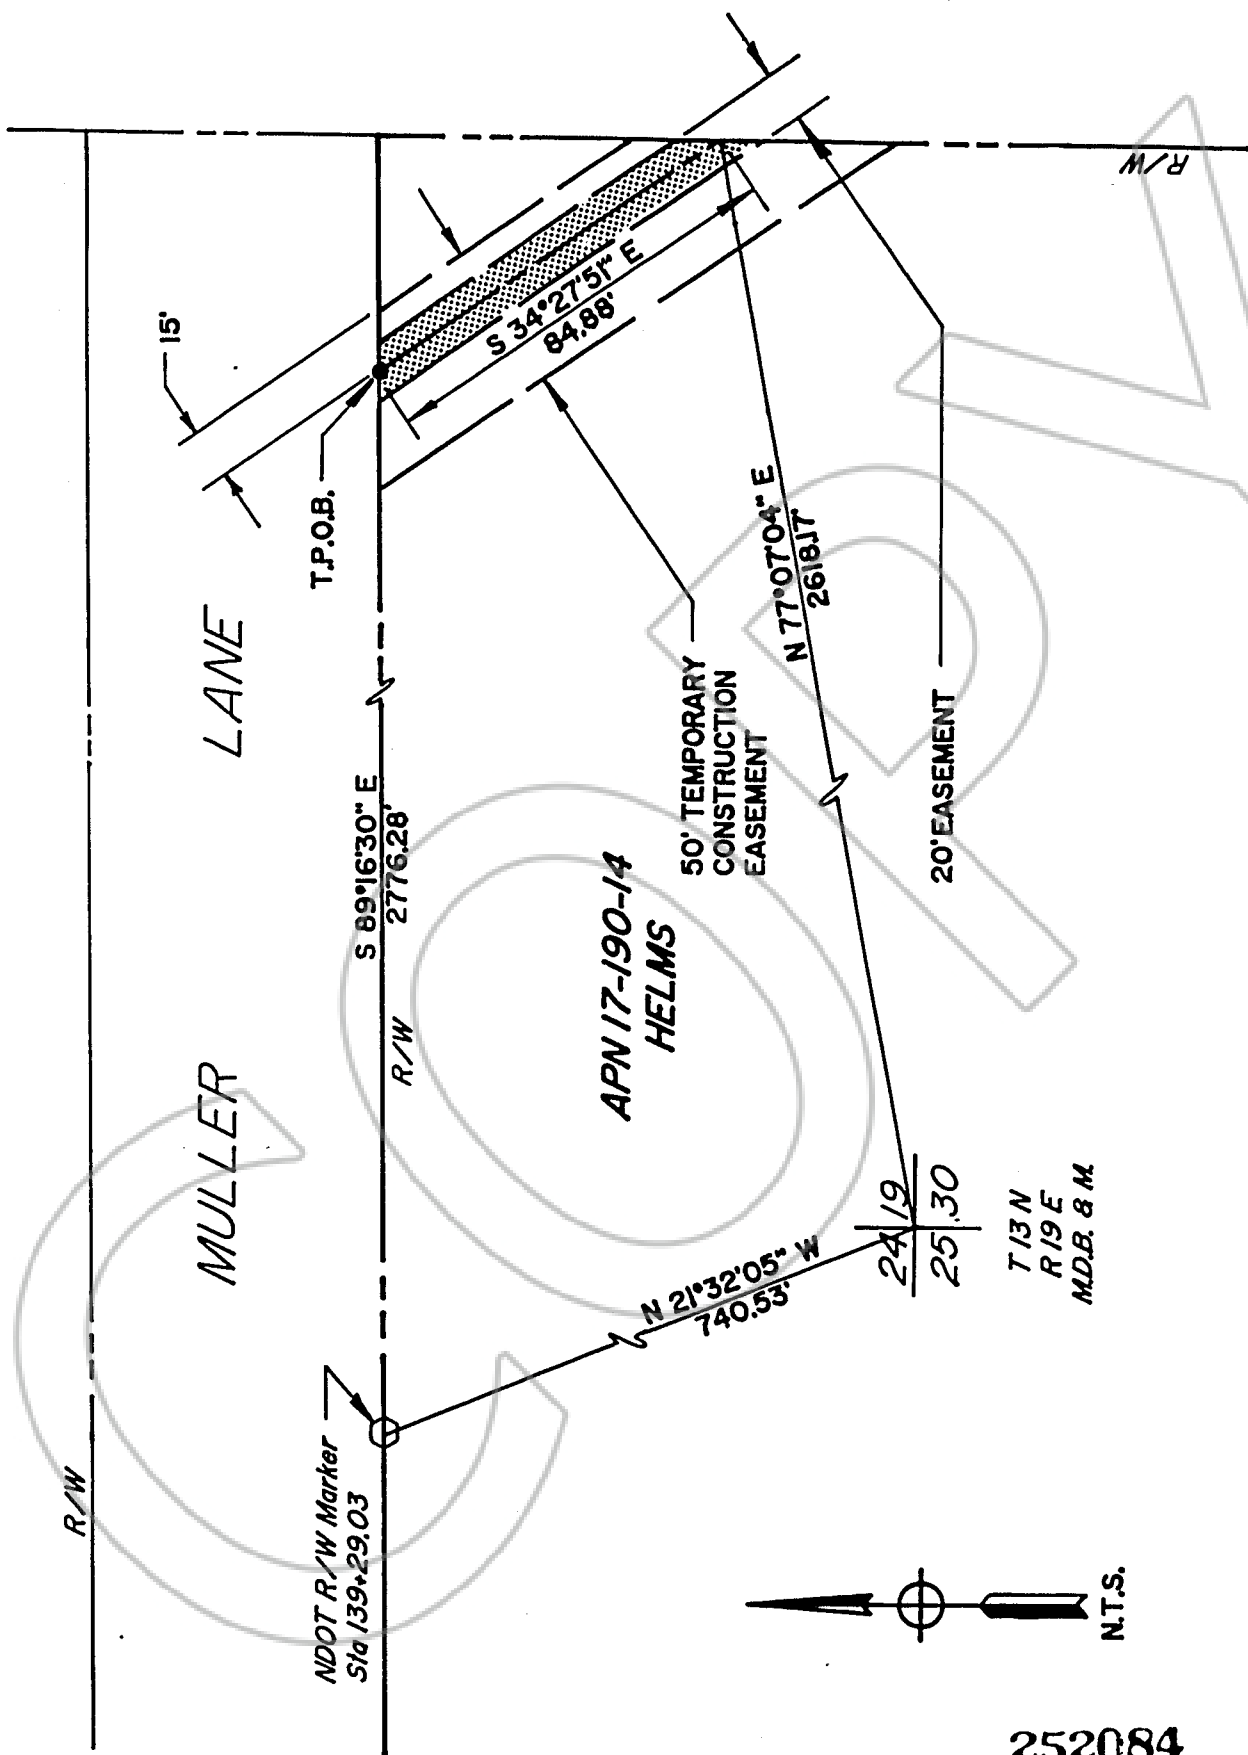 R/W
MULLER LANE
15'
T.P.O.B.
NDOT R/W Marker
Sta 139+29.03
S 89°16'30" E
2776.28'
R/W
S 34°27'51" E
84.88'
R/W
APN 17-190-14
HELMS
50' TEMPORARY
CONSTRUCTION
EASEMENT
N 77°07'04" E
2618.17'
20' EASEMENT
N 21°32'05" W
740.53'
24 19
25 30
T 13 N
R 19 E
M.D.B. & M.
N.T.S.
252084
COPY